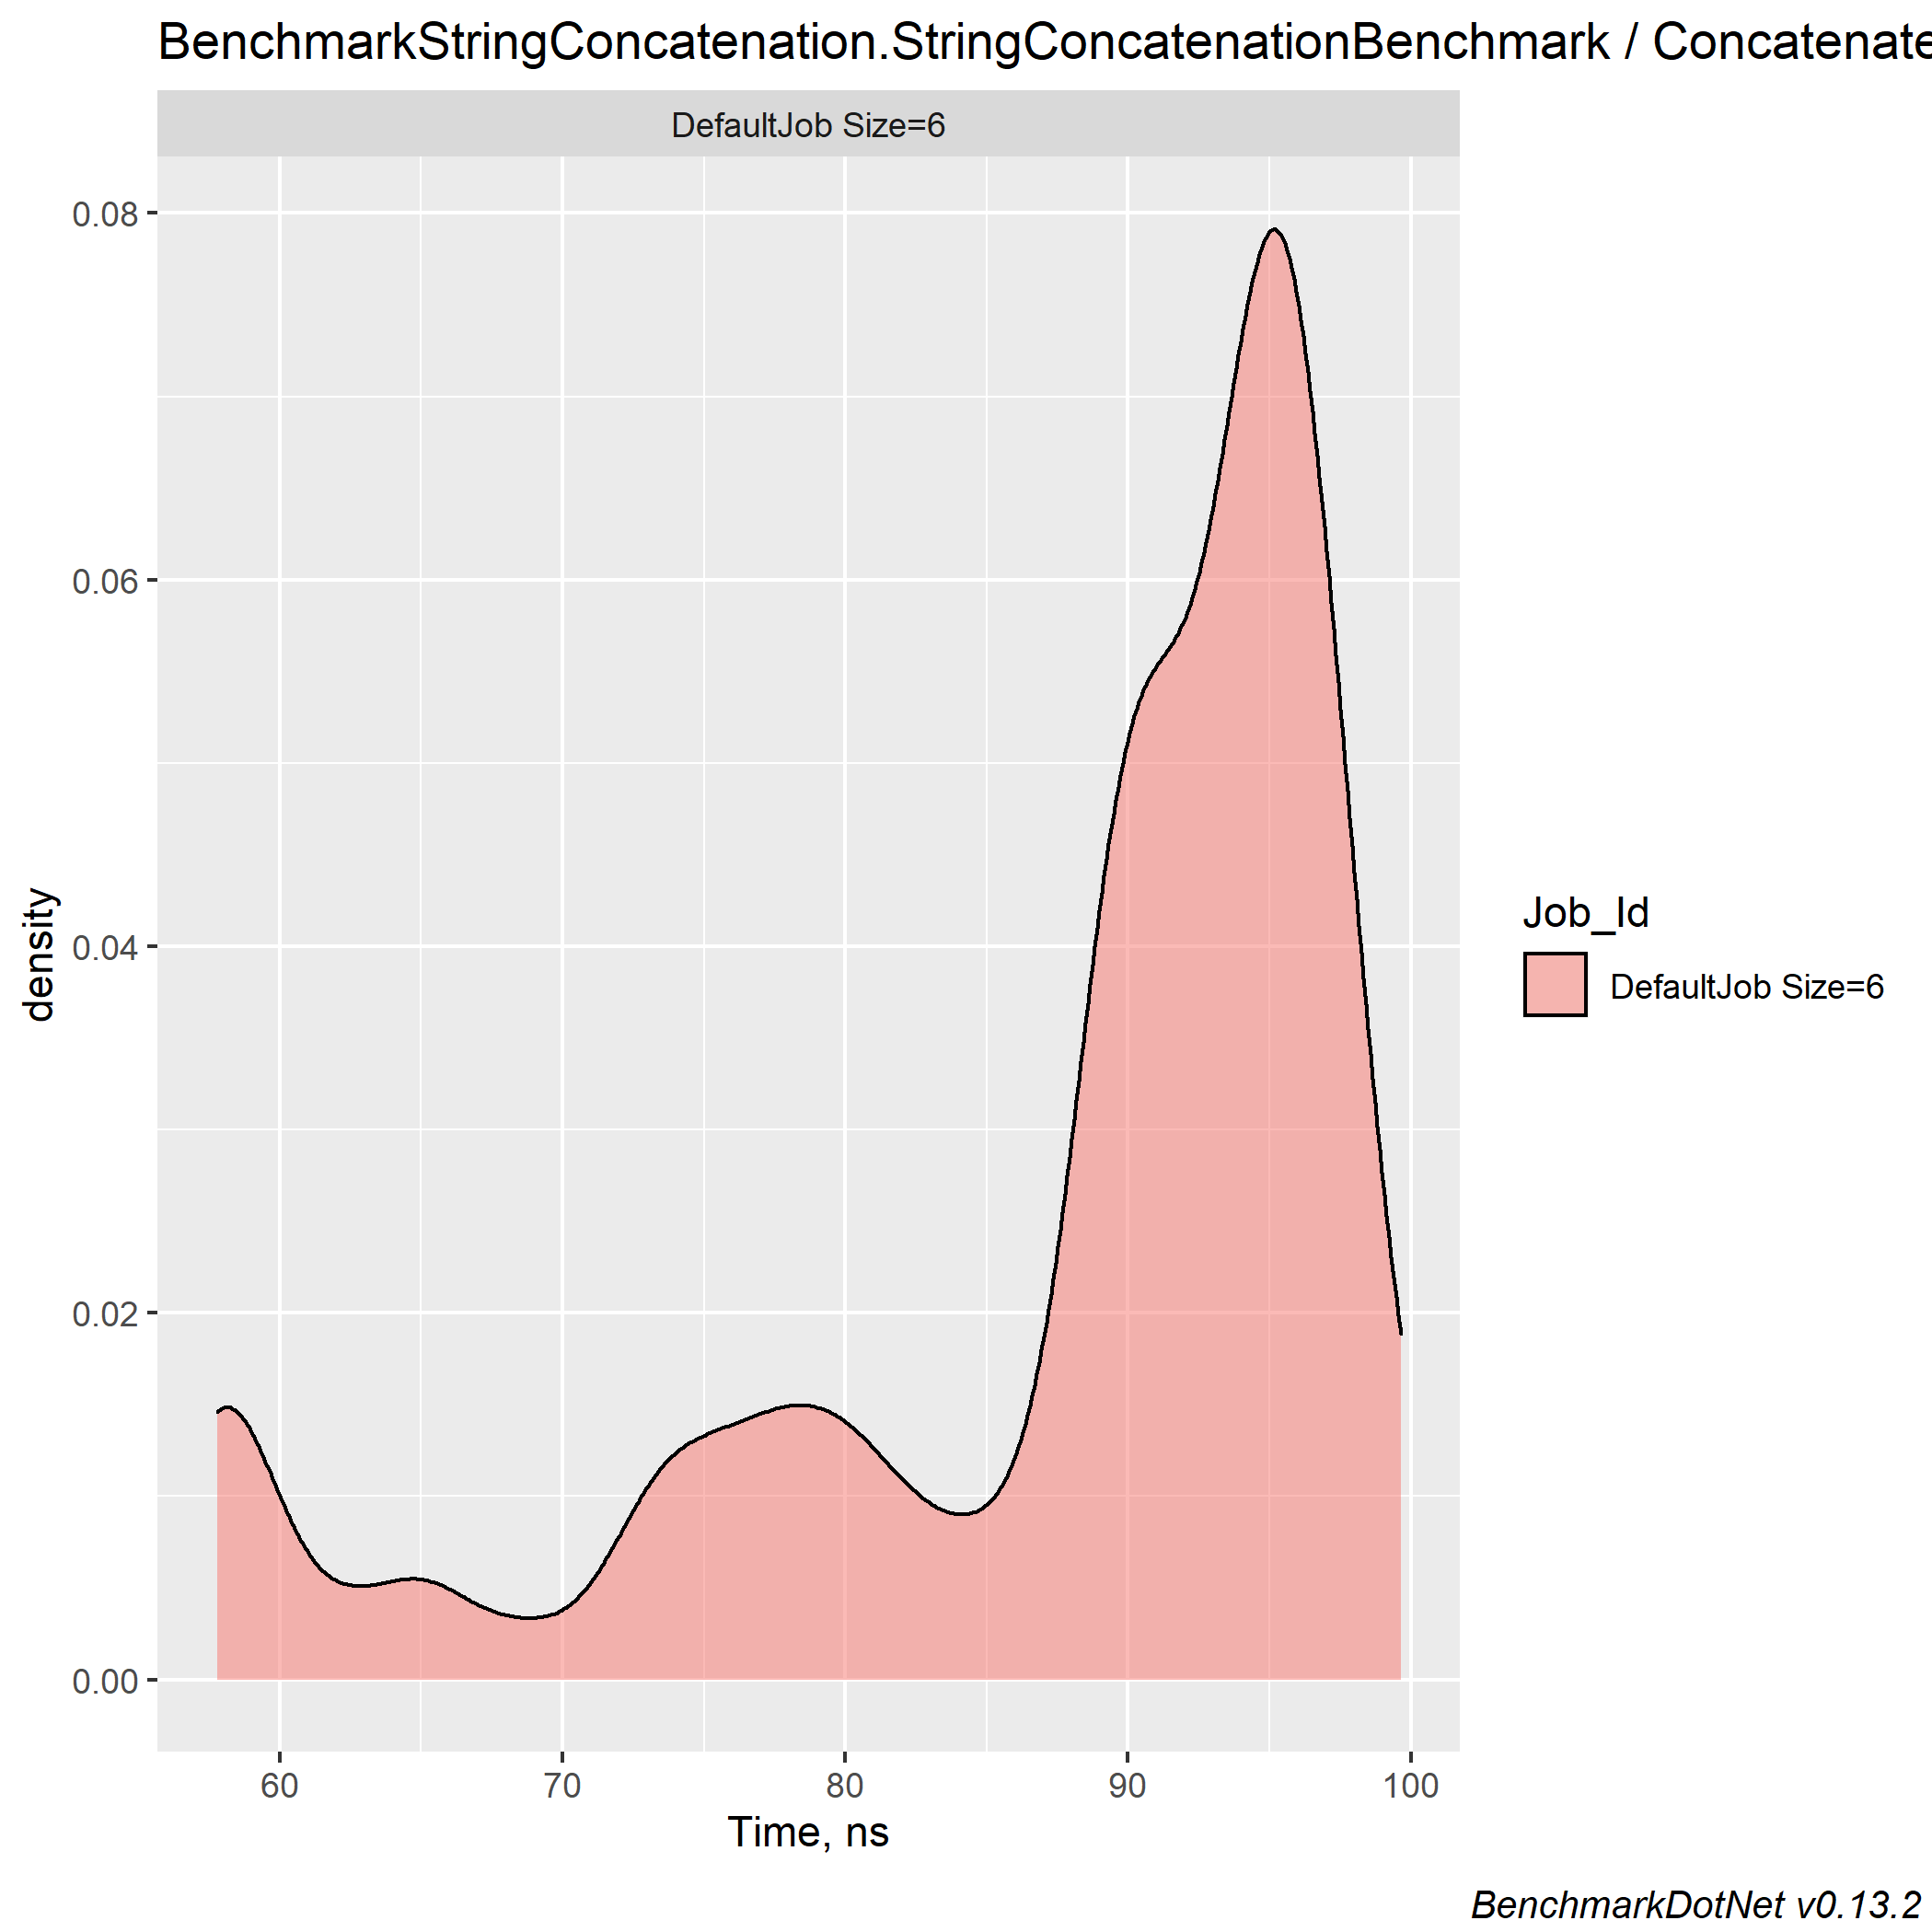 BenchmarkStringConcatenation.StringConcatenationBenchmark / Concatenate
DefaultJob Size=6
0.08
0.06
0.04
0.02
0.00
density
60 70 80 90 100
Time, ns
Job_Id
DefaultJob Size=6
BenchmarkDotNet v0.13.2